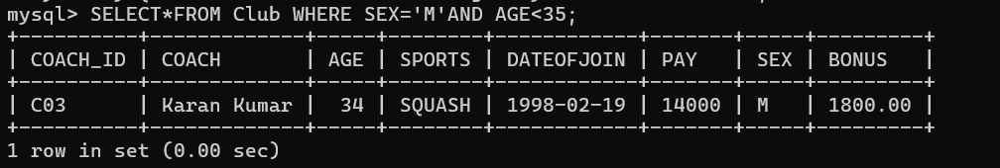 mysql> SELECT*FROM Club WHERE SEX='M'AND AGE<35;
+----------+-------------+-----+--------+------------+-------+-----+---------+
| COACH_ID | COACH       | AGE | SPORTS | DATEOFJOIN | PAY   | SEX | BONUS   |
+----------+-------------+-----+--------+------------+-------+-----+---------+
| C03      | Karan Kumar |  34 | SQUASH | 1998-02-19 | 14000 | M   | 1800.00 |
+----------+-------------+-----+--------+------------+-------+-----+---------+
1 row in set (0.00 sec)